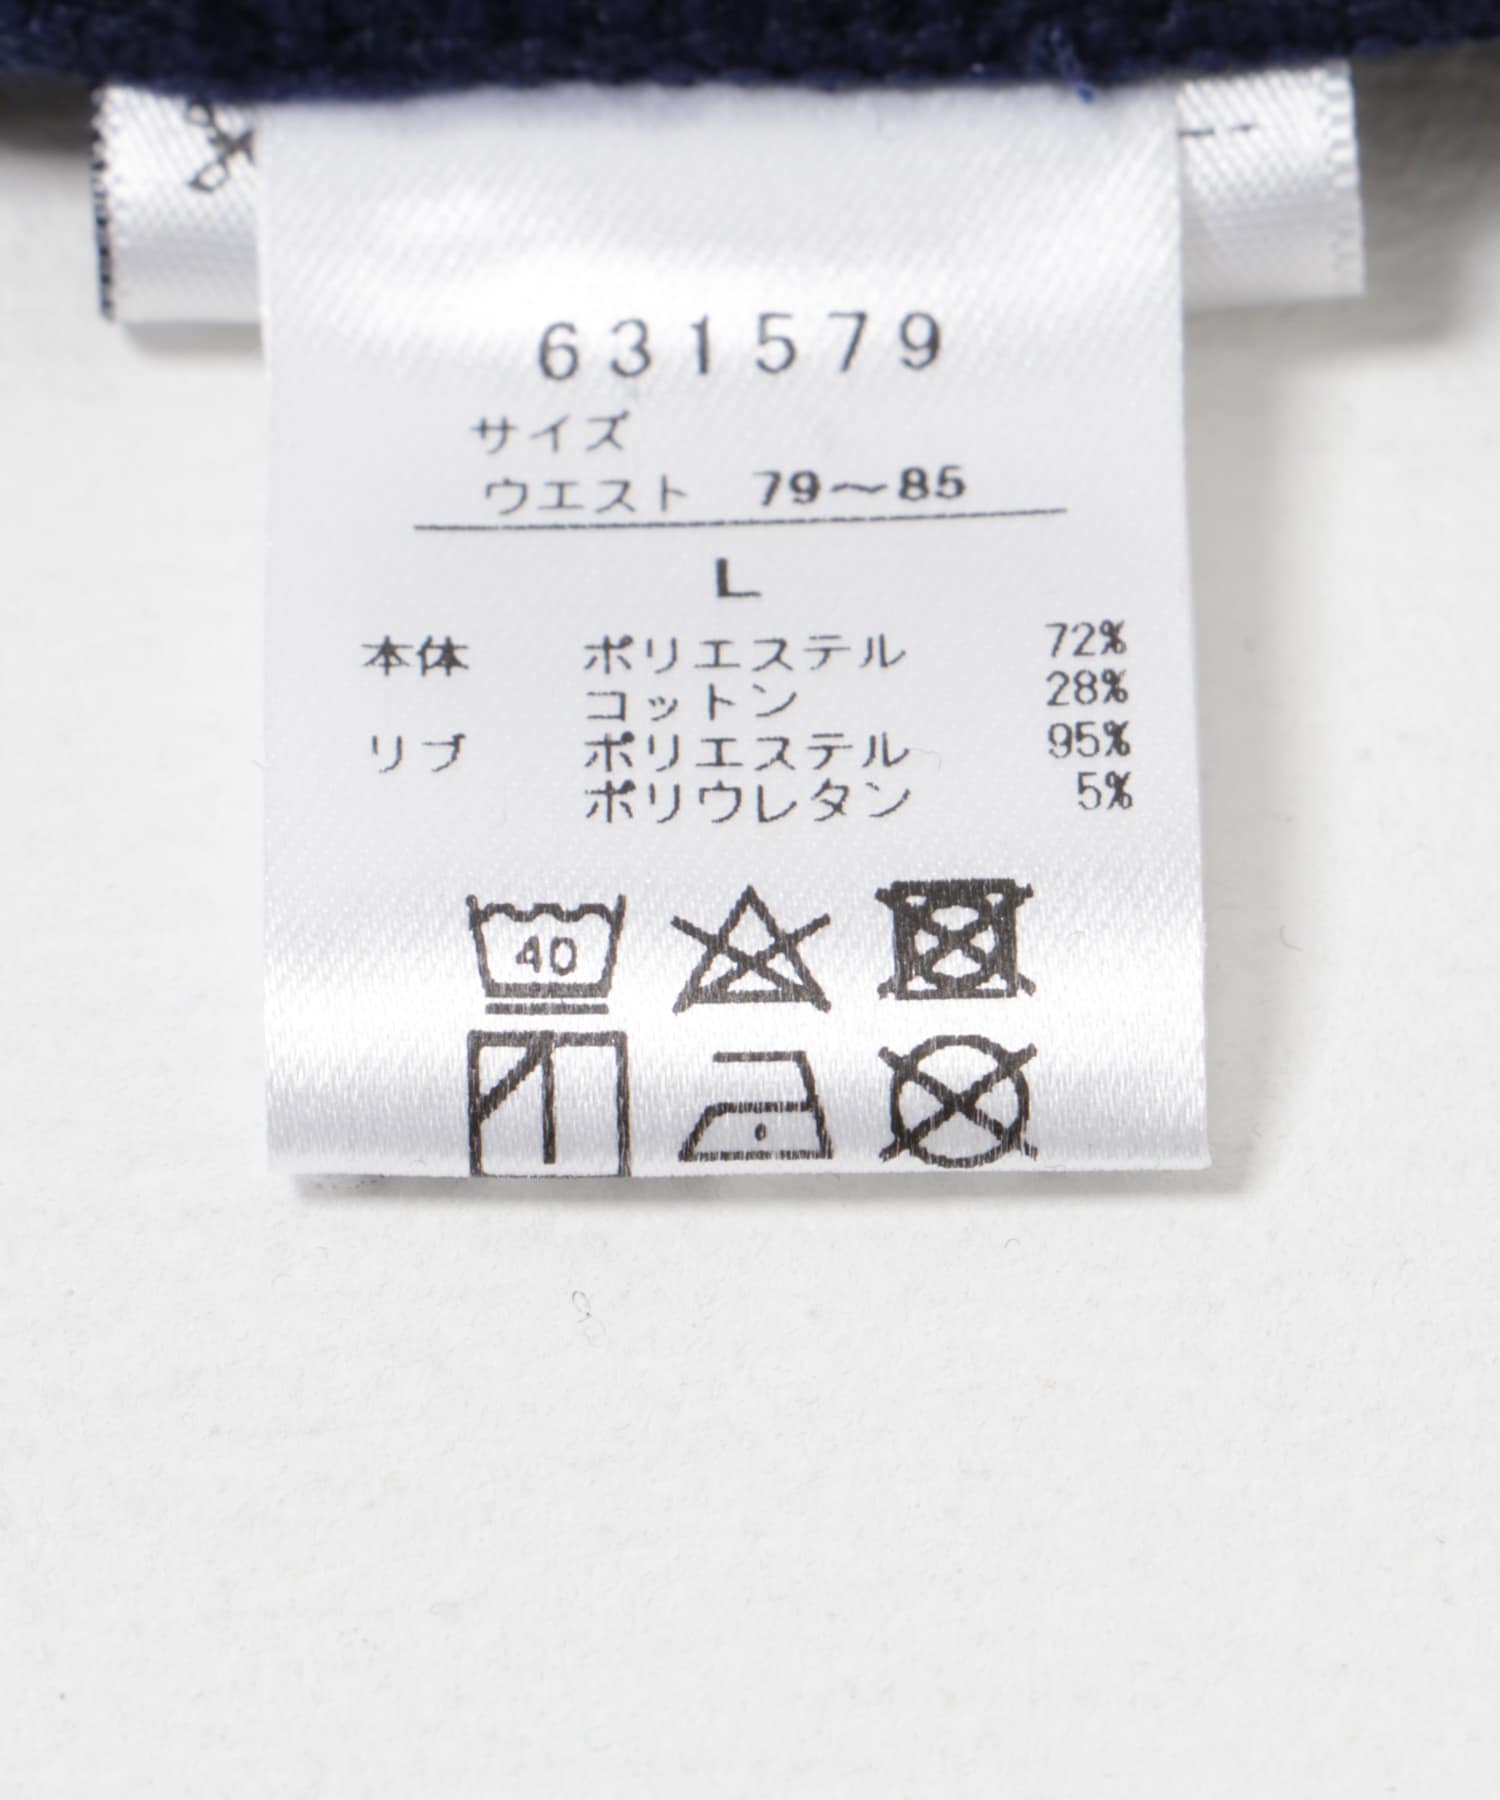 631579
サイズ
ウエスト 79～85
L
本体 ポリエステル 72%
コットン 28%
リブ ポリエステル 95%
ポリウレタン 5%
40